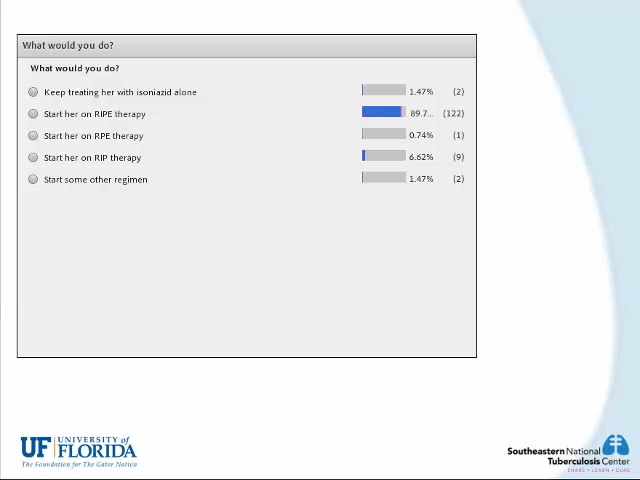 What would you do?
What would you do?
Keep treating her with isoniazid alone 1.47% (2)
Start her on RIPE therapy 89.7... (122)
Start her on RPE therapy 0.74% (1)
Start her on RIP therapy 6.62% (9)
Start some other regimen 1.47% (2)
UF UNIVERSITY of
FLORIDA
The Foundation for The Gator Nation
Southeastern National
Tuberculosis Center
SHARE • LEARN • CURE